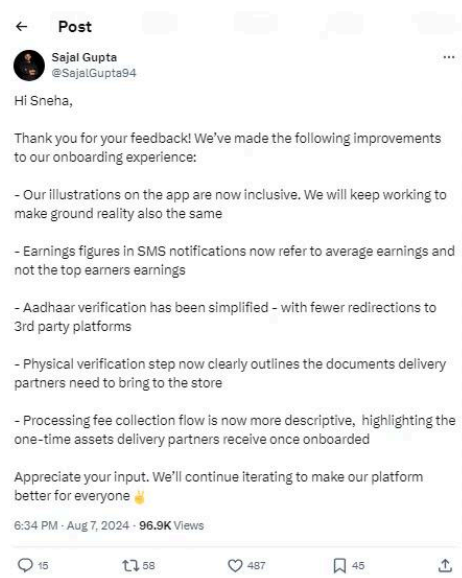 Post
Sajal Gupta
@SajalGupta94
Hi Sneha,
Thank you for your feedback! We've made the following improvements
to our onboarding experience:
- Our illustrations on the app are now inclusive. We will keep working to
make ground reality also the same
- Earnings figures in SMS notifications now refer to average earnings and
not the top earners earnings
- Aadhaar verification has been simplified - with fewer redirections to
3rd party platforms
- Physical verification step now clearly outlines the documents delivery
partners need to bring to the store
- Processing fee collection flow is now more descriptive, highlighting the
one-time assets delivery partners receive once onboarded
Appreciate your input. We'll continue iterating to make our platform
better for everyone ✌️
6:34 PM · Aug 7, 2024 · 96.9K Views
15 58 487 45